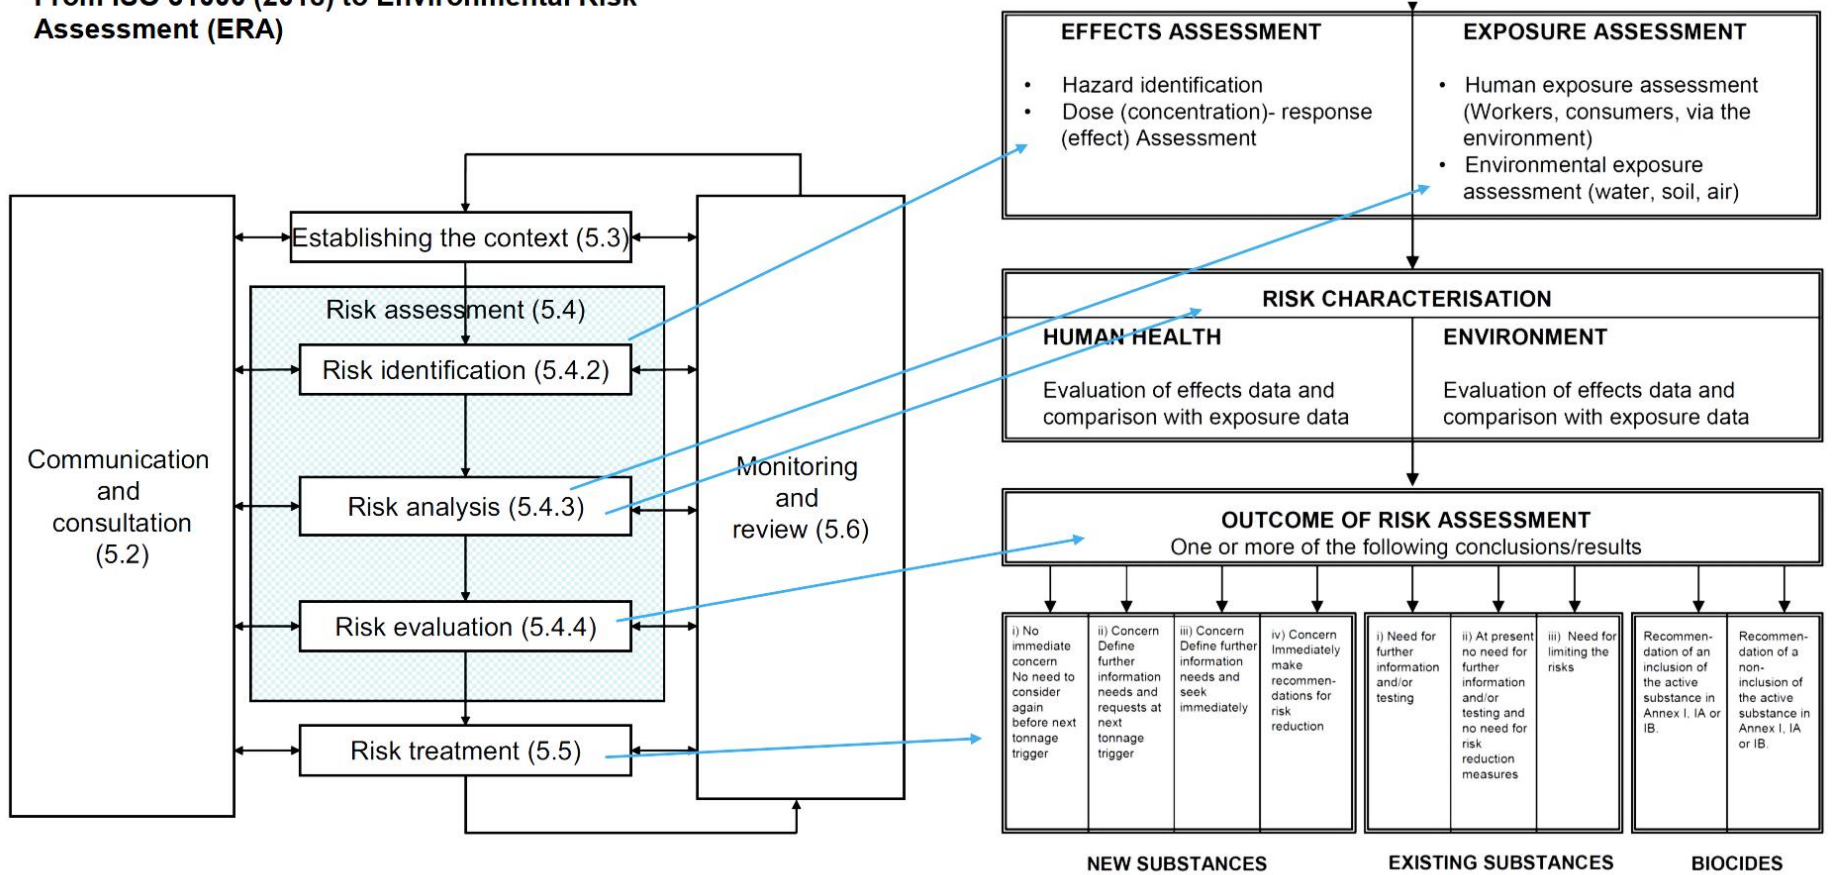 Assessment (ERA)
Establishing the context (5.3)
Risk assessment (5.4)
Risk identification (5.4.2)
Risk analysis (5.4.3)
Risk evaluation (5.4.4)
Risk treatment (5.5)
Communication
and
consultation
(5.2)
Monitoring
and
review (5.6)
EFFECTS ASSESSMENT
• Hazard identification
• Dose (concentration)- response
(effect) Assessment
EXPOSURE ASSESSMENT
• Human exposure assessment
(Workers, consumers, via the
environment)
• Environmental exposure
assessment (water, soil, air)
RISK CHARACTERISATION
HUMAN HEALTH
Evaluation of effects data and
comparison with exposure data
ENVIRONMENT
Evaluation of effects data and
comparison with exposure data
OUTCOME OF RISK ASSESSMENT
One or more of the following conclusions/results
i) No
immediate
concern
No need to
consider
again
before next
tonnage
trigger
ii) Concern
Define
further
information
needs and
requests at
next
tonnage
trigger
iii) Concern
Define further
information
needs and
seek
immediately
iv) Concern
Immediately
make
recommen-
dations for
risk
reduction
i) Need for
further
information
and/or
testing
ii) At present
no need for
further
information
and/or
testing and
no need for
risk
reduction
measures
iii) Need for
limiting the
risks
Recommen-
dation of an
inclusion of
the active
substance in
Annex I, IA or
IB.
Recommen-
dation of a
non-
inclusion of
the active
substance in
Annex I, IA
or IB.
NEW SUBSTANCES
EXISTING SUBSTANCES
BIOCIDES